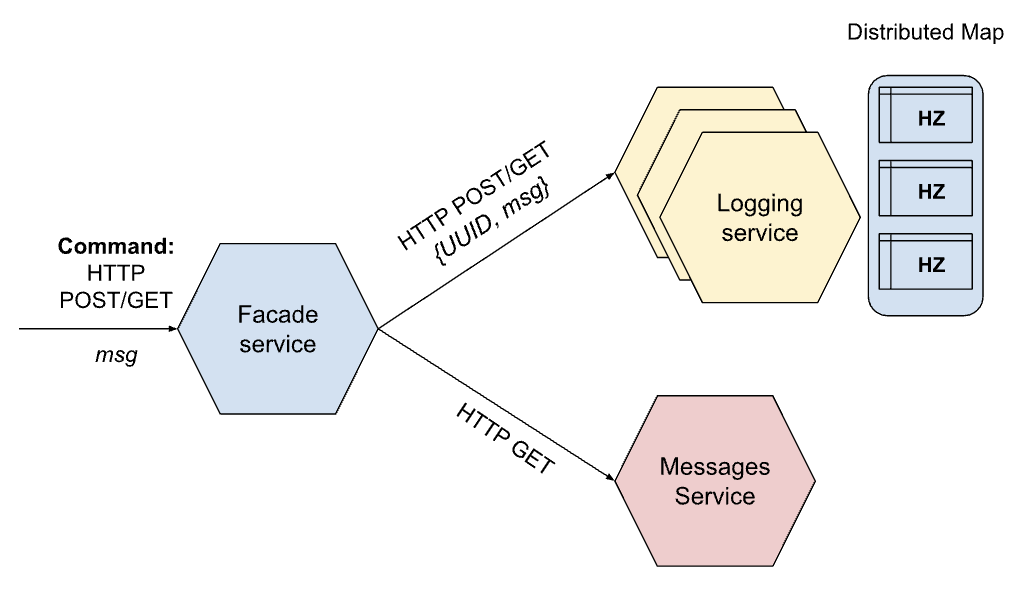 Distributed Map
HZ
HZ
HZ
Logging
service
HTTP POST/GET
{UUID, msg}
Command:
HTTP
POST/GET
msg
Facade
service
HTTP GET
Messages
Service